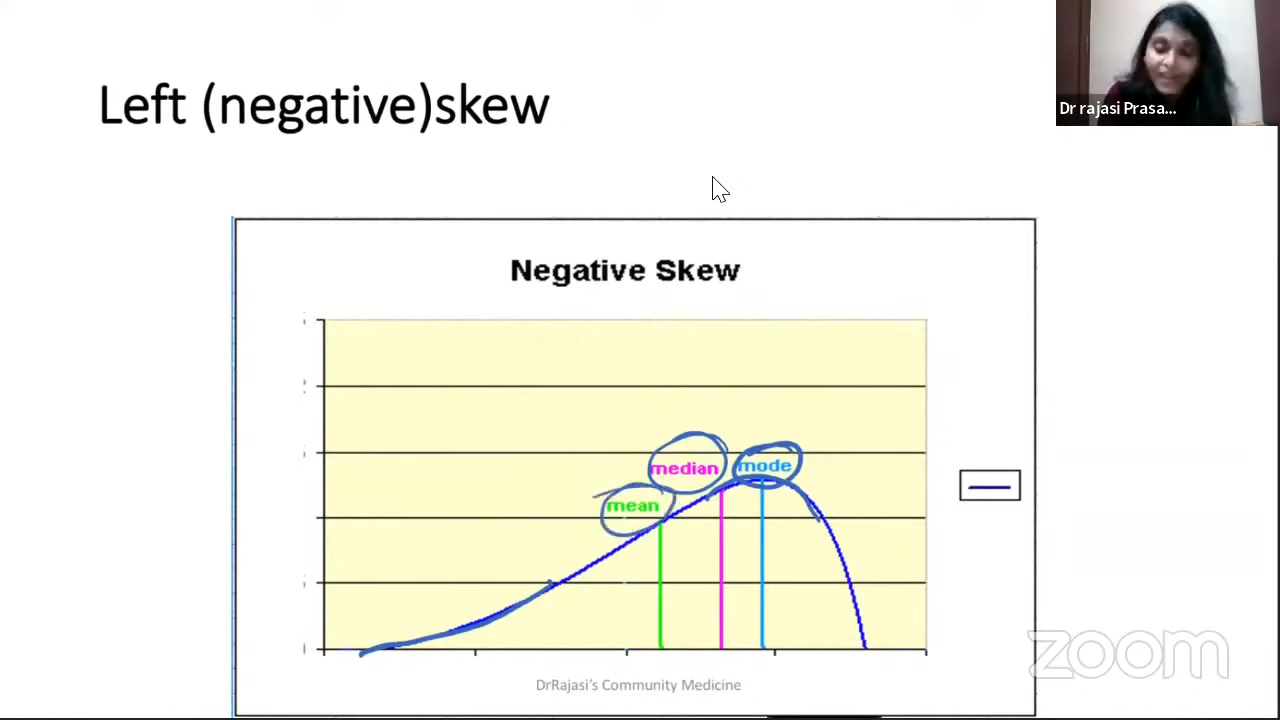 Left (negative)skew
Dr rajasi Prasa...
Negative Skew
median
mode
mean
DrRajasi's Community Medicine
zoom